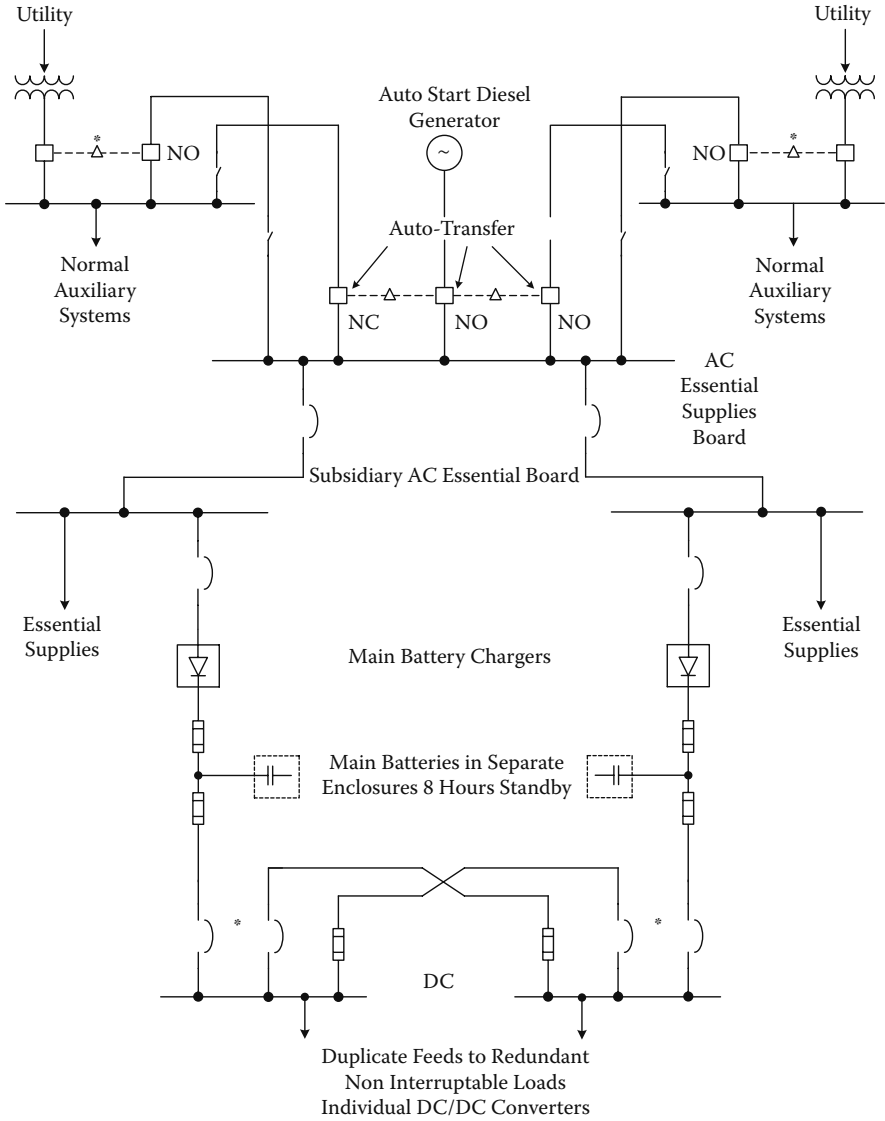 Utility
Utility
Auto Start Diesel
Generator
~
*
*
NO
NO
Auto-Transfer
Normal
Auxiliary
Systems
Normal
Auxiliary
Systems
NC
NO
NO
AC
Essential
Supplies
Board
Subsidiary AC Essential Board
Essential
Supplies
Essential
Supplies
Main Battery Chargers
Main Batteries in Separate
Enclosures 8 Hours Standby
*
*
DC
Duplicate Feeds to Redundant
Non Interruptable Loads
Individual DC/DC Converters